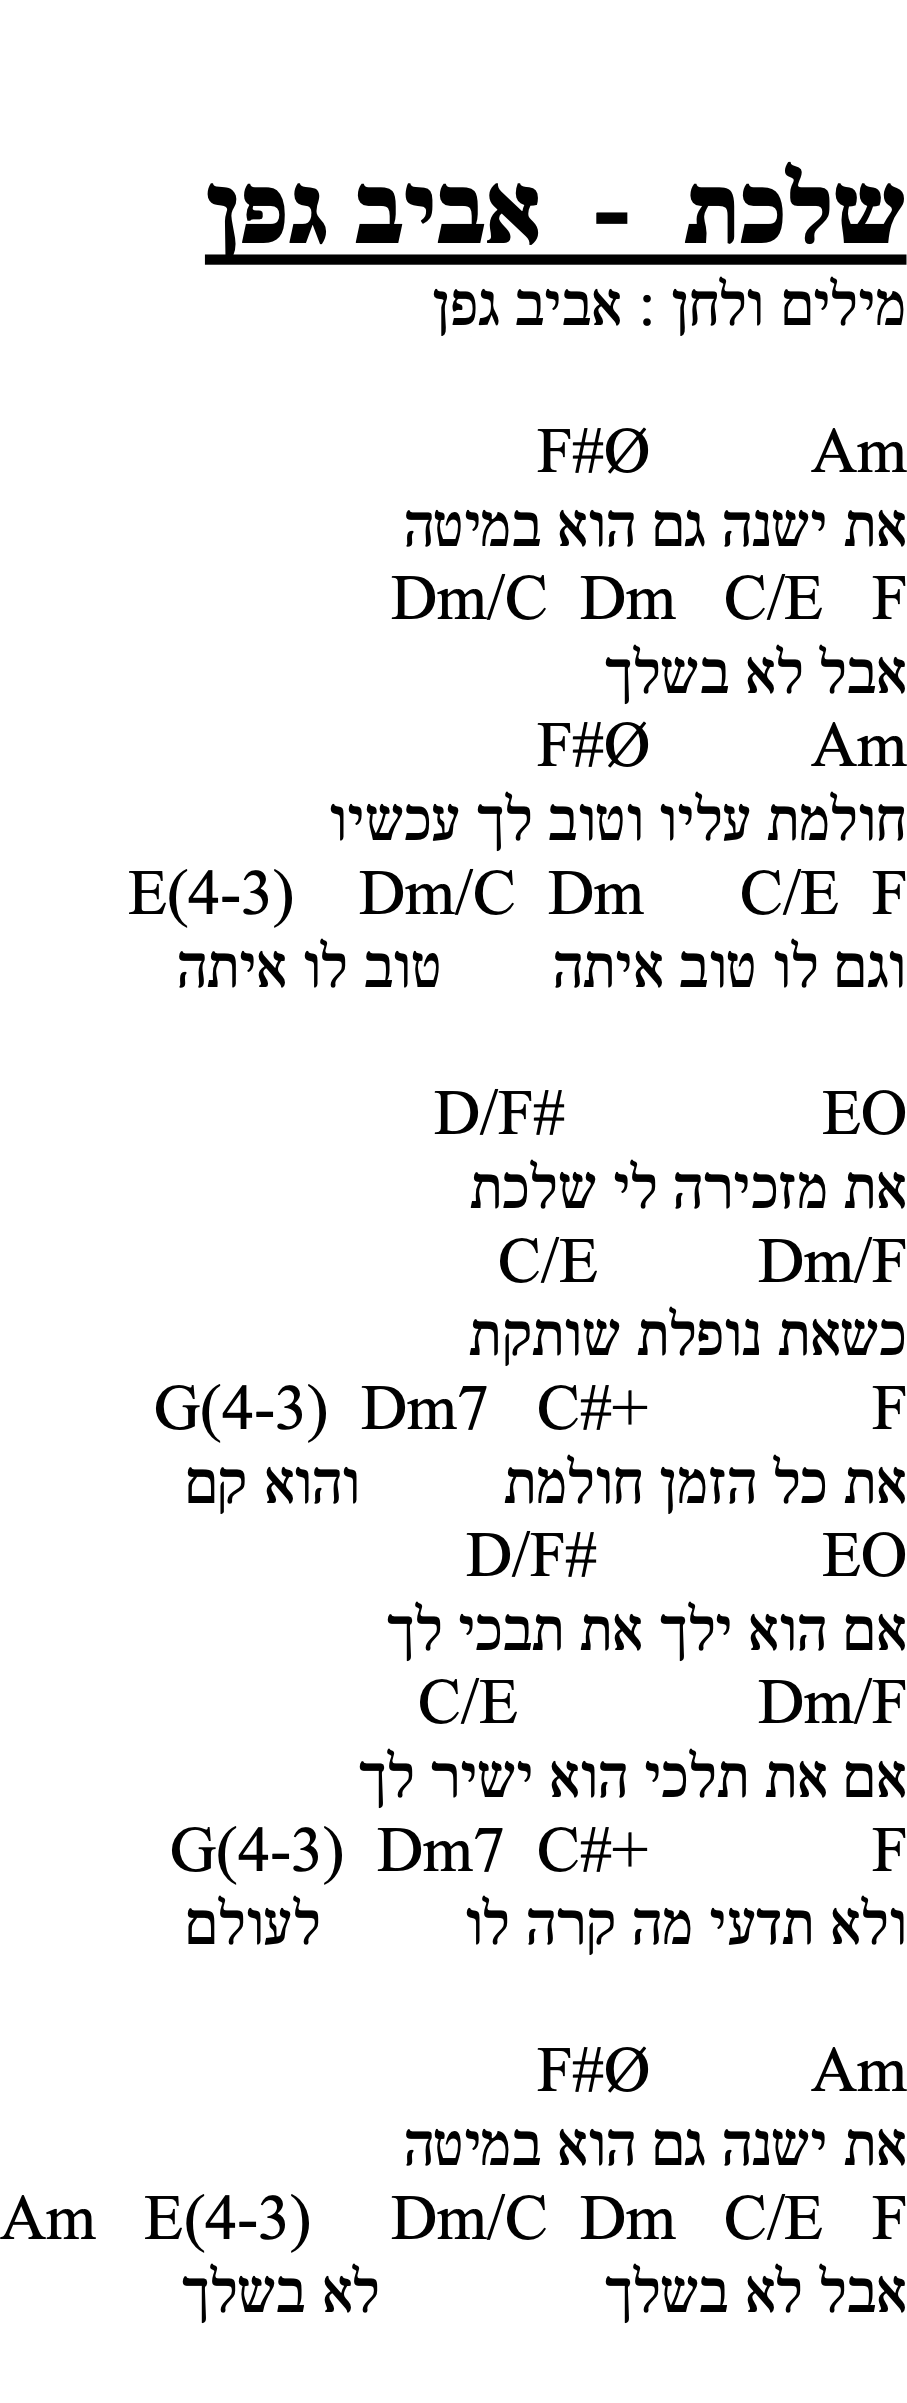 שלכת - אביב גפן
מילים ולחן : אביב גפן
Am F#Ø
את ישנה גם הוא במיטה
F C/E Dm Dm/C
אבל לא בשלך
Am F#Ø
חולמת עליו וטוב לך עכשיו
F C/E Dm Dm/C E(4-3)
וגם לו טוב איתה טוב לו איתה
EO D/F#
את מזכירה לי שלכת
Dm/F C/E
כשאת נופלת שותקת
F C#+ Dm7 G(4-3)
את כל הזמן חולמת והוא קם
EO D/F#
אם הוא ילך את תבכי לך
Dm/F C/E
אם את תלכי הוא ישיר לך
F C#+ Dm7 G(4-3)
ולא תדעי מה קרה לו לעולם
Am F#Ø
את ישנה גם הוא במיטה
F C/E Dm Dm/C E(4-3) Am
אבל לא בשלך לא בשלך